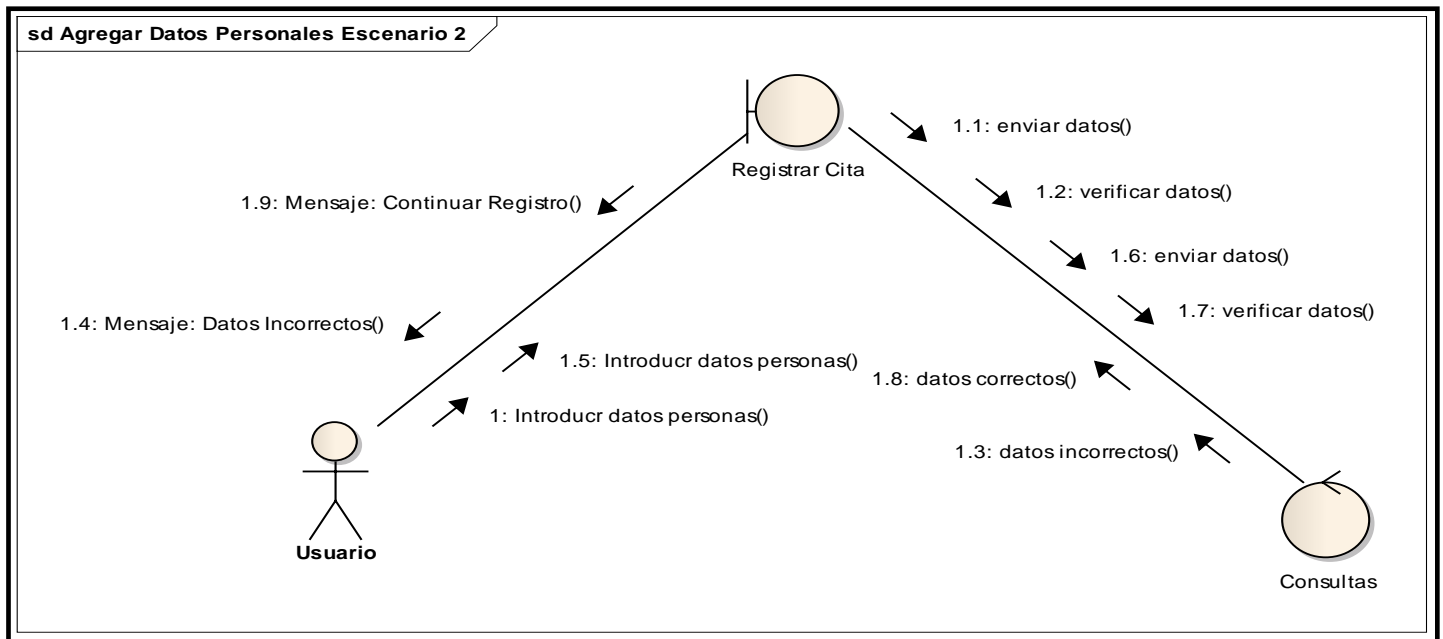 sd Agregar Datos Personales Escenario 2
1.1: enviar datos()
Registrar Cita
1.2: verificar datos()
1.9: Mensaje: Continuar Registro()
1.6: enviar datos()
1.7: verificar datos()
1.4: Mensaje: Datos Incorrectos()
1.5: Introducr datos personas()
1.8: datos correctos()
1: Introducr datos personas()
1.3: datos incorrectos()
Usuario
Consultas